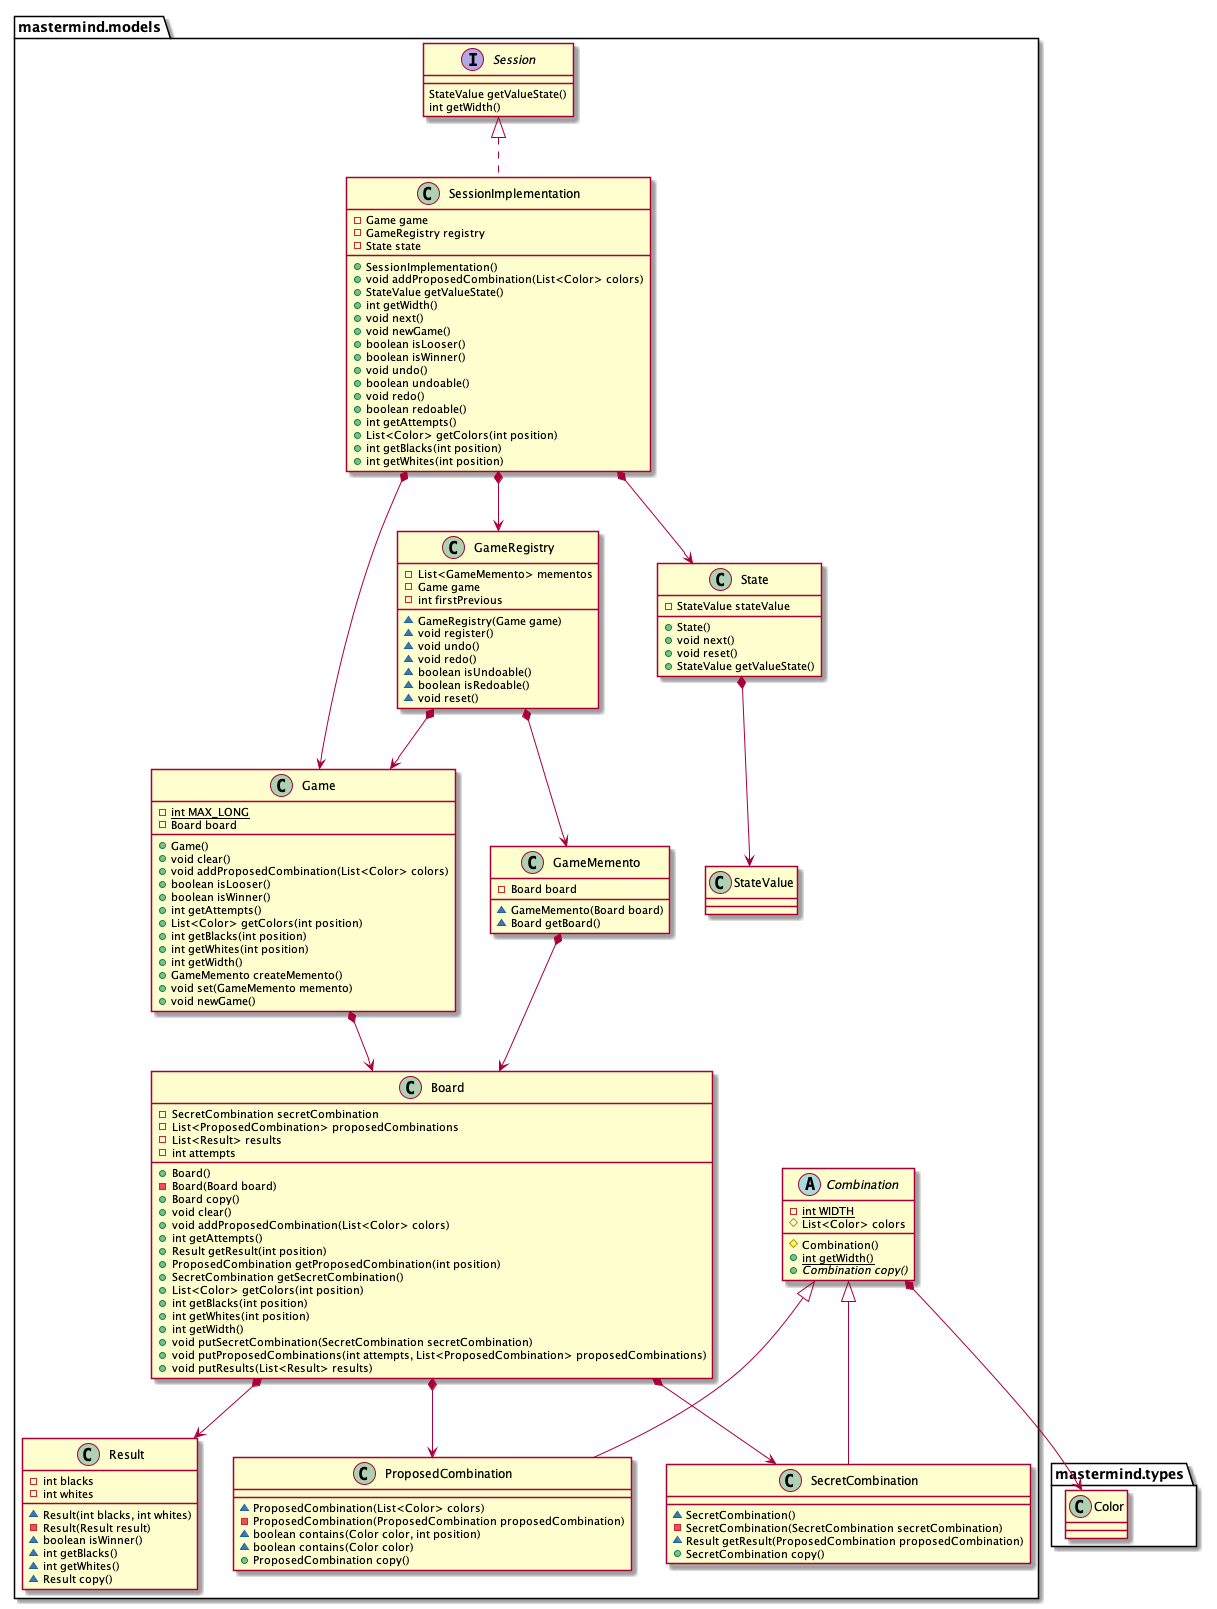 mastermind.models
I Session
StateValue getValueState()
int getWidth()
C SessionImplementation
Game game
GameRegistry registry
State state
SessionImplementation()
void addProposedCombination(List<Color> colors)
StateValue getValueState()
int getWidth()
void next()
void newGame()
boolean isLooser()
boolean isWinner()
void undo()
boolean undoable()
void redo()
boolean redoable()
int getAttempts()
List<Color> getColors(int position)
int getBlacks(int position)
int getWhites(int position)
C GameRegistry
List<GameMemento> mementos
Game game
int firstPrevious
GameRegistry(Game game)
void register()
void undo()
void redo()
boolean isUndoable()
boolean isRedoable()
void reset()
C State
StateValue stateValue
State()
void next()
void reset()
StateValue getValueState()
C Game
int MAX_LONG
Board board
Game()
void clear()
void addProposedCombination(List<Color> colors)
boolean isLooser()
boolean isWinner()
int getAttempts()
List<Color> getColors(int position)
int getBlacks(int position)
int getWhites(int position)
int getWidth()
GameMemento createMemento()
void set(GameMemento memento)
void newGame()
C GameMemento
Board board
GameMemento(Board board)
Board getBoard()
C StateValue
C Board
SecretCombination secretCombination
List<ProposedCombination> proposedCombinations
List<Result> results
int attempts
Board()
Board(Board board)
Board copy()
void clear()
void addProposedCombination(List<Color> colors)
int getAttempts()
Result getResult(int position)
ProposedCombination getProposedCombination(int position)
SecretCombination getSecretCombination()
List<Color> getColors(int position)
int getBlacks(int position)
int getWhites(int position)
int getWidth()
void putSecretCombination(SecretCombination secretCombination)
void putProposedCombinations(int attempts, List<ProposedCombination> proposedCombinations)
void putResults(List<Result> results)
A Combination
int WIDTH
List<Color> colors
Combination()
int getWidth()
Combination copy()
C Result
int blacks
int whites
Result(int blacks, int whites)
Result(Result result)
boolean isWinner()
int getBlacks()
int getWhites()
Result copy()
C ProposedCombination
ProposedCombination(List<Color> colors)
ProposedCombination(ProposedCombination proposedCombination)
boolean contains(Color color, int position)
boolean contains(Color color)
ProposedCombination copy()
C SecretCombination
SecretCombination()
SecretCombination(SecretCombination secretCombination)
Result getResult(ProposedCombination proposedCombination)
SecretCombination copy()
mastermind.types
C Color